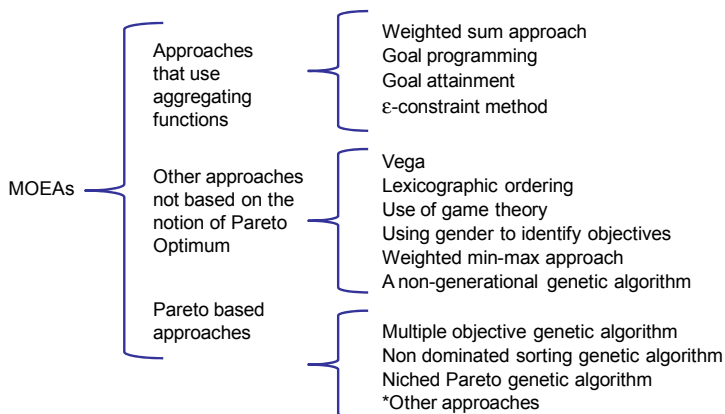 MOEAs
Approaches
that use
aggregating
functions
Weighted sum approach
Goal programming
Goal attainment
ε-constraint method
Other approaches
not based on the
notion of Pareto
Optimum
Vega
Lexicographic ordering
Use of game theory
Using gender to identify objectives
Weighted min-max approach
A non-generational genetic algorithm
Pareto based
approaches
Multiple objective genetic algorithm
Non dominated sorting genetic algorithm
Niched Pareto genetic algorithm
*Other approaches